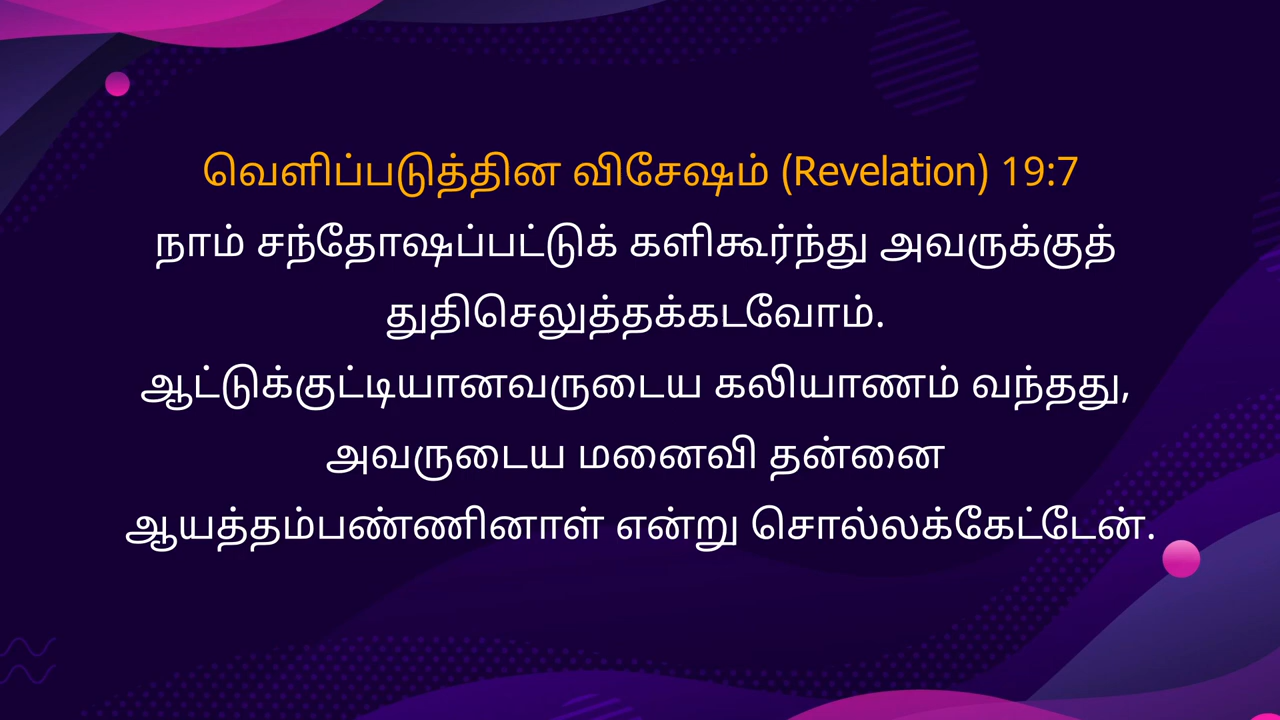 வெளிப்படுத்தின விசேஷம் (Revelation) 19:7
நாம் சந்தோஷப்பட்டுக் களிகூர்ந்து அவருக்குத்
துதிசெலுத்தக்கடவோம்.
ஆட்டுக்குட்டியானவருடைய கலியாணம் வந்தது,
அவருடைய மனைவி தன்னை
ஆயத்தம்பண்ணினாள் என்று சொல்லக்கேட்டேன்.